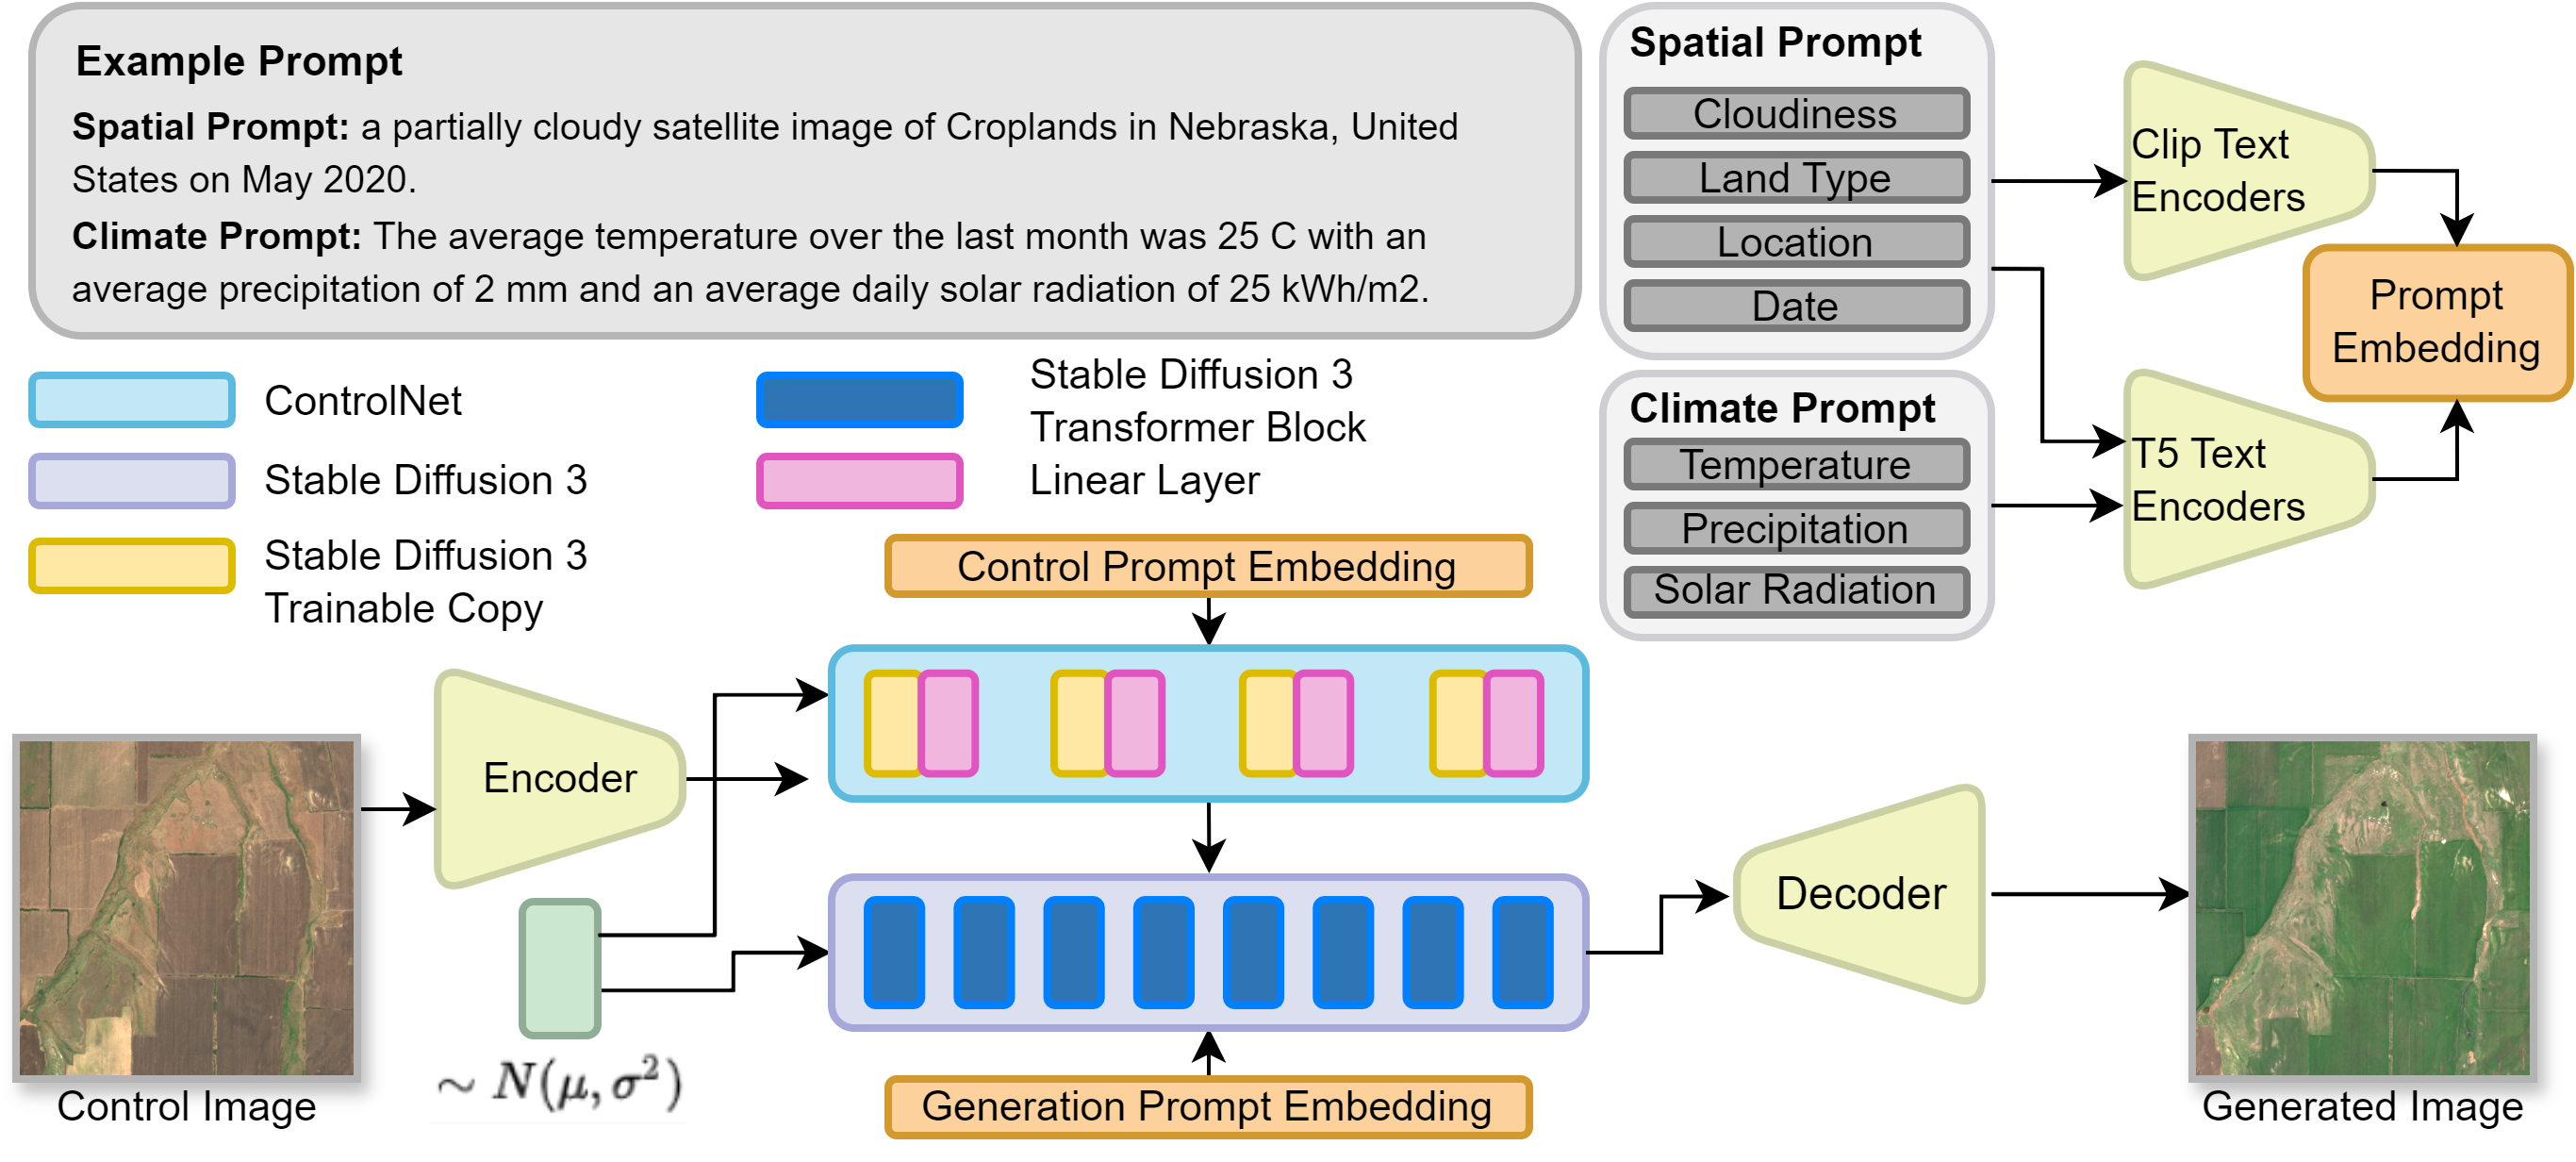 Example Prompt
Spatial Prompt: a partially cloudy satellite image of Croplands in Nebraska, United
States on May 2020.
Climate Prompt: The average temperature over the last month was 25 C with an
average precipitation of 2 mm and an average daily solar radiation of 25 kWh/m2.
Spatial Prompt
Cloudiness
Land Type
Location
Date
Climate Prompt
Temperature
Precipitation
Solar Radiation
Clip Text
Encoders
T5 Text
Encoders
Prompt
Embedding
ControlNet
Stable Diffusion 3
Stable Diffusion 3
Trainable Copy
Stable Diffusion 3
Transformer Block
Linear Layer
Control Prompt Embedding
Encoder
∼ N(μ, σ²)
Generation Prompt Embedding
Decoder
Control Image
Generated Image